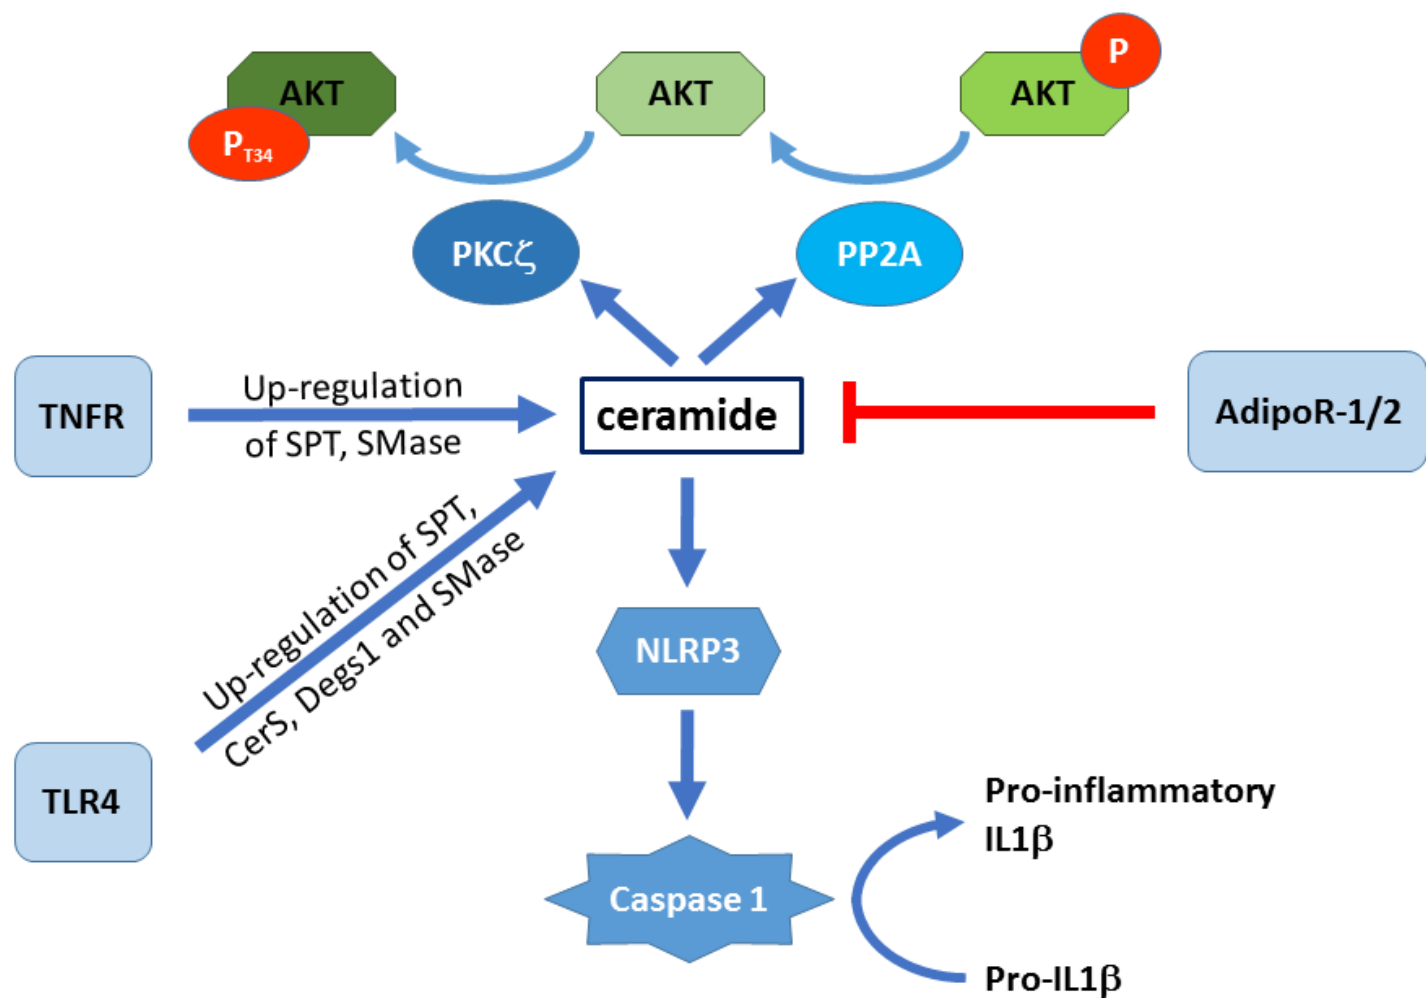 AKT
P
T34
AKT
AKT
P
PKCζ
PP2A
TNFR
Up-regulation
of SPT, SMase
ceramide
AdipoR-1/2
Up-regulation of SPT,
CerS, Degs1 and SMase
NLRP3
TLR4
Caspase 1
Pro-inflammatory
IL1β
Pro-IL1β